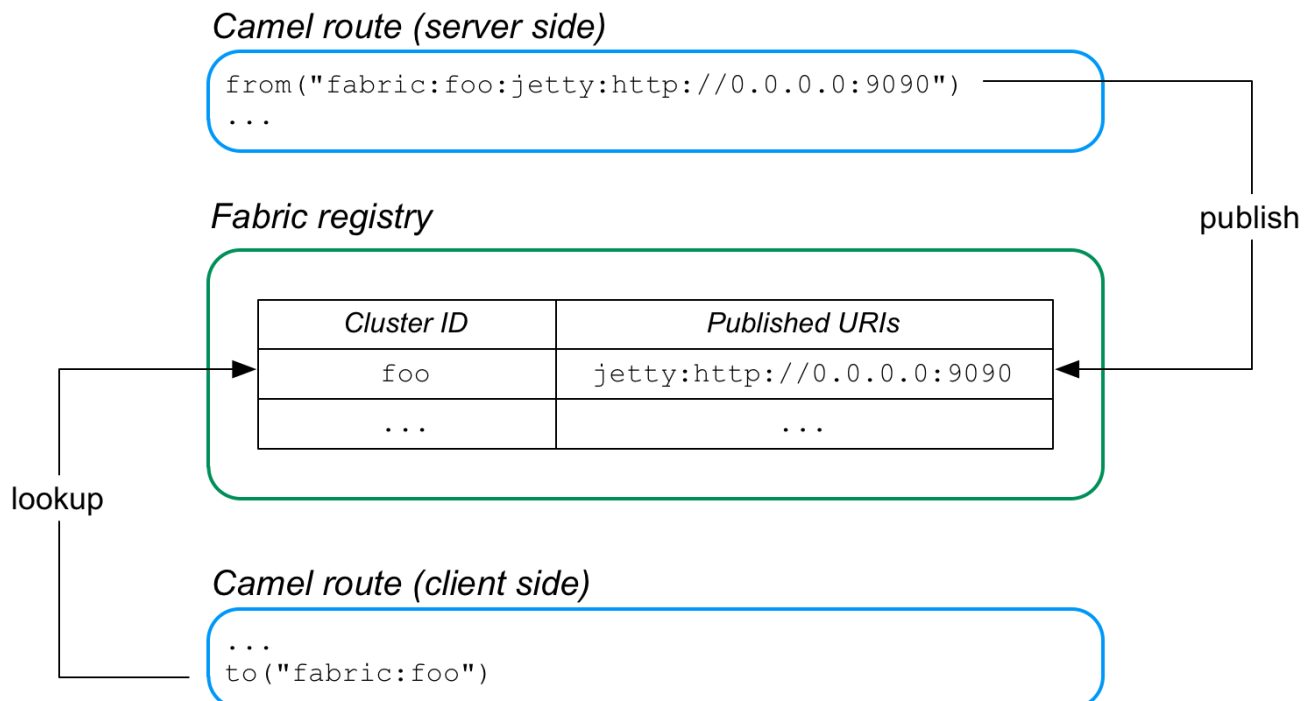 Camel route (server side)
from("fabric:foo:jetty:http://0.0.0.0:9090")
...
Fabric registry
publish
Cluster ID Published URIs
foo jetty:http://0.0.0.0:9090
... ...
lookup
Camel route (client side)
...
to("fabric:foo")